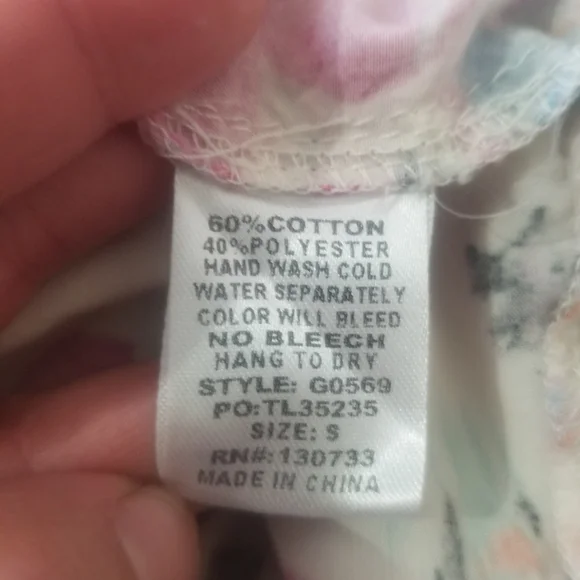 60%COTTON
40%POLYESTER
HAND WASH COLD
WATER SEPARATELY
COLOR WILL BLEED
NO BLEECH
HANG TO DRY
STYLE: G0569
PO:TL35235
SIZE: S
RN#:130733
MADE IN CHINA